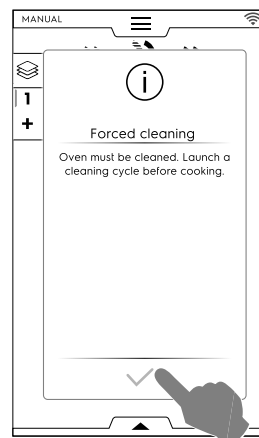 MANUAL
1
+
i
Forced cleaning
Oven must be cleaned. Launch a
cleaning cycle before cooking.